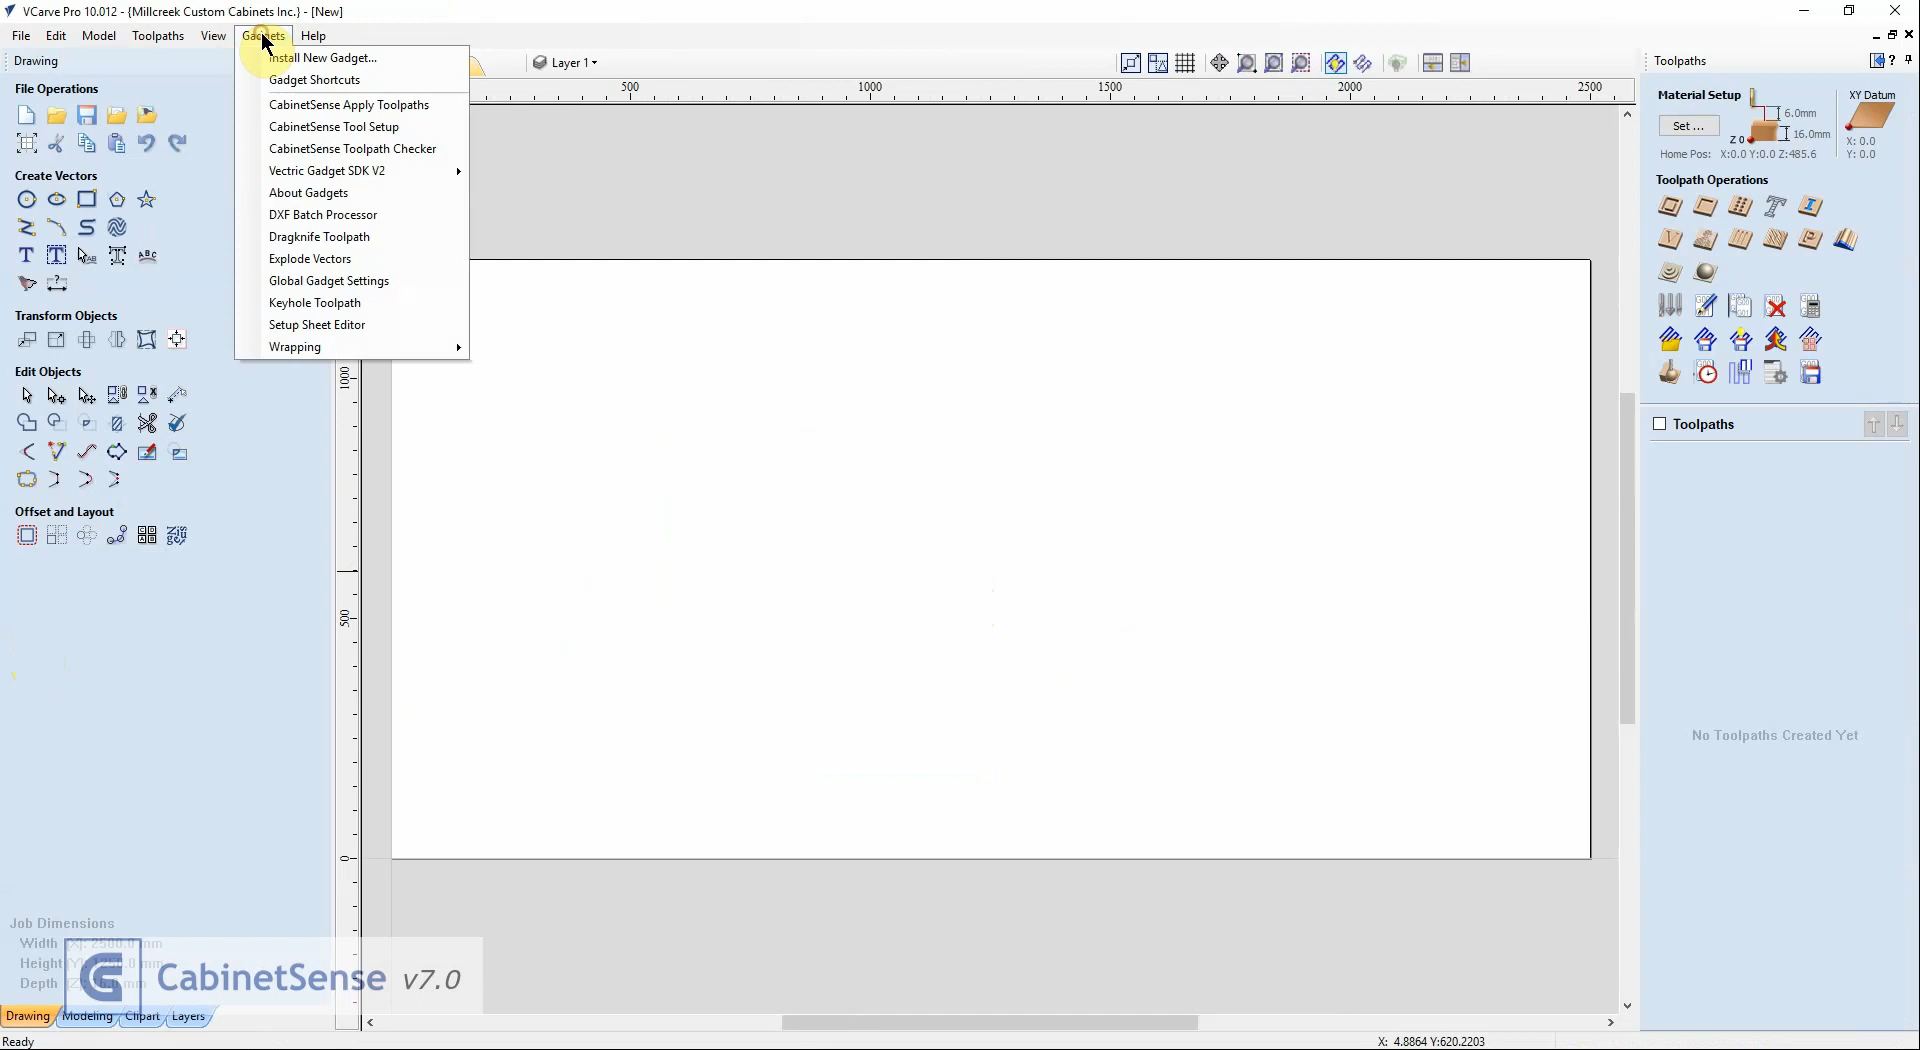 VCarve Pro 10.012 - {Millcreek Custom Cabinets Inc.} - [New]
File Edit Model Toolpaths View Gadgets Help
Drawing
File Operations
Create Vectors
Transform Objects
Edit Objects
Offset and Layout
Install New Gadget...
Gadget Shortcuts
CabinetSense Apply Toolpaths
CabinetSense Tool Setup
CabinetSense Toolpath Checker
Vectric Gadget SDK V2
About Gadgets
DXF Batch Processor
Dragknife Toolpath
Explode Vectors
Global Gadget Settings
Keyhole Toolpath
Setup Sheet Editor
Wrapping
Layer 1
500 1000 1500 2000 2500
1000
500
0
Toolpaths
Material Setup
Set ...
6.0mm
Z 0
16.0mm
XY Datum
X: 0.0
Y: 0.0
Home Pos: X:0.0 Y:0.0 Z:485.6
Toolpath Operations
Toolpaths
No Toolpaths Created Yet
Job Dimensions
Width
Height
Depth
CabinetSense v7.0
Drawing Modeling Clipart Layers
Ready
X: 4.8864 Y:620.2203